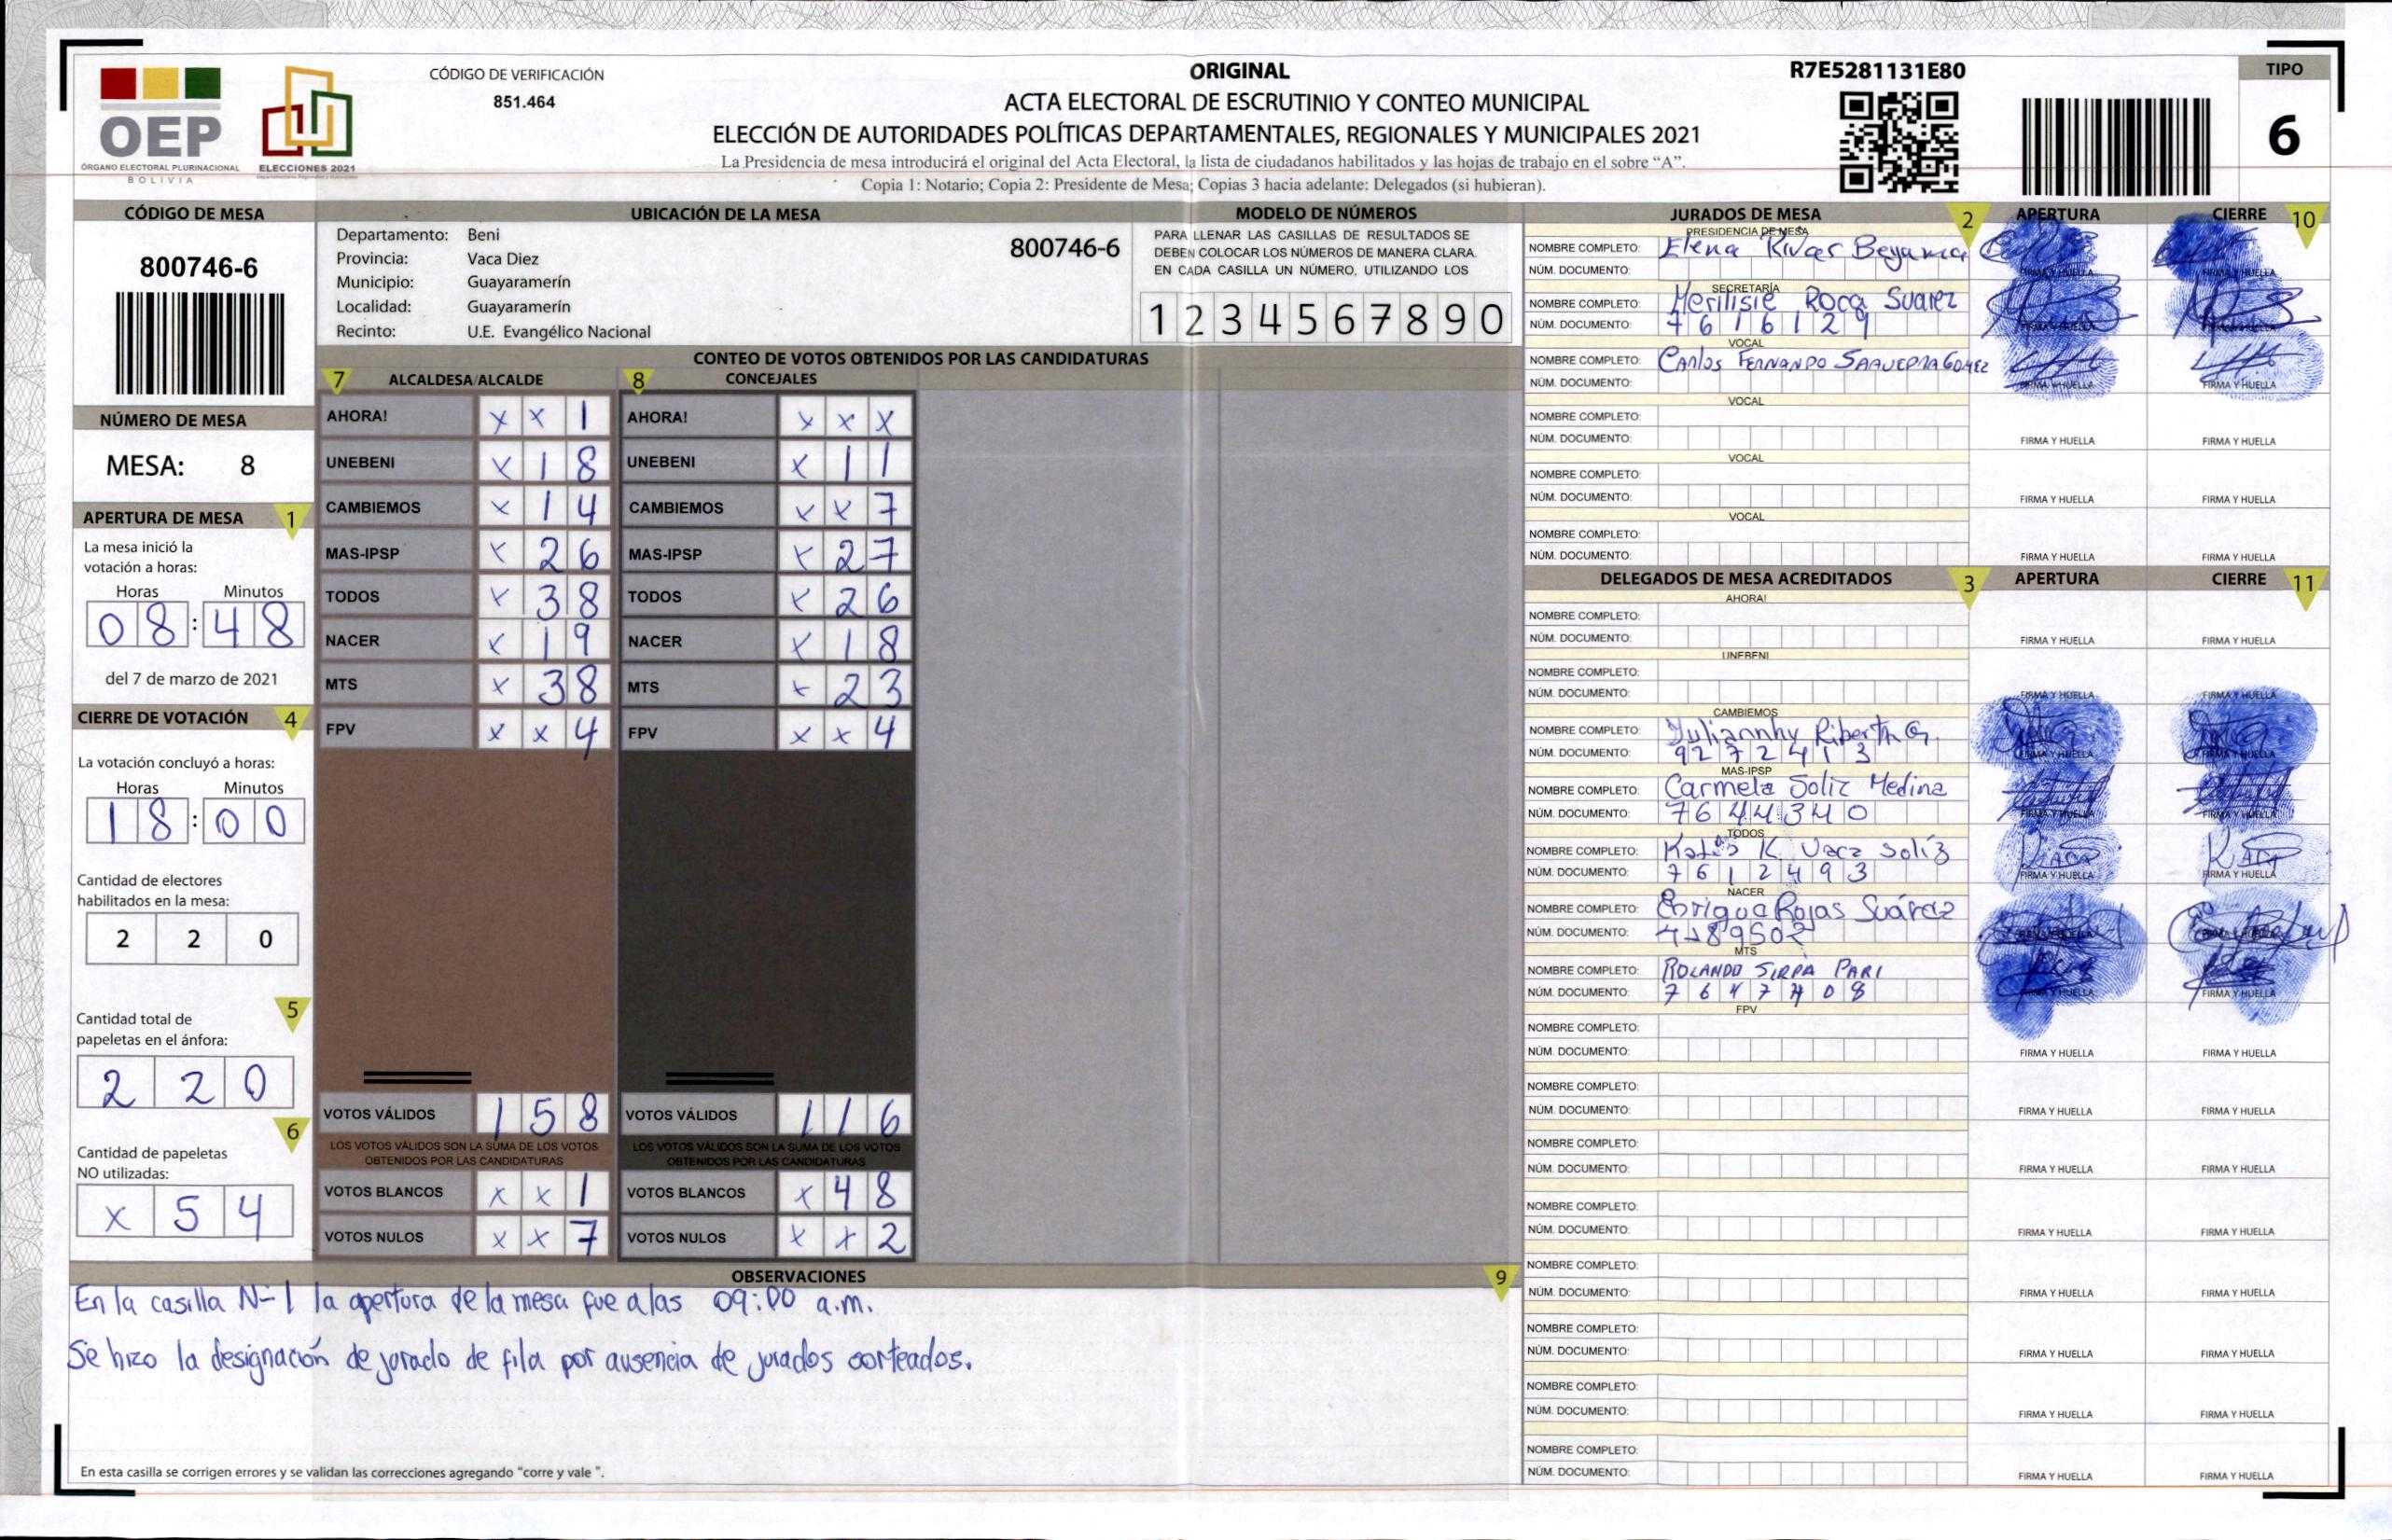 OEP
ÓRGANO ELECTORAL PLURINACIONAL
BOLIVIA
ELECCIONES 2021
CÓDIGO DE VERIFICACIÓN
851.464
ORIGINAL
ACTA ELECTORAL DE ESCRUTINIO Y CONTEO MUNICIPAL
ELECCIÓN DE AUTORIDADES POLÍTICAS DEPARTAMENTALES, REGIONALES Y MUNICIPALES 2021
La Presidencia de mesa introducirá el original del Acta Electoral, la lista de ciudadanos habilitados y las hojas de trabajo en el sobre “A”.
Copia 1: Notario; Copia 2: Presidente de Mesa; Copias 3 hacia adelante: Delegados (si hubieran).
R7E5281131E80
TIPO
6
CÓDIGO DE MESA
800746-6
NÚMERO DE MESA
MESA: 8
APERTURA DE MESA 1
La mesa inició la
votación a horas:
Horas Minutos
08:48
del 7 de marzo de 2021
CIERRE DE VOTACIÓN 4
La votación concluyó a horas:
Horas Minutos
18:00
Cantidad de electores
habilitados en la mesa:
2 2 0
5
Cantidad total de
papeletas en el ánfora:
2 2 0
6
Cantidad de papeletas
NO utilizadas:
x 5 4
UBICACIÓN DE LA MESA
Departamento: Beni
Provincia: Vaca Diez
Municipio: Guayaramerín
Localidad: Guayaramerín
Recinto: U.E. Evangélico Nacional
800746-6
MODELO DE NÚMEROS
PARA LLENAR LAS CASILLAS DE RESULTADOS SE
DEBEN COLOCAR LOS NÚMEROS DE MANERA CLARA.
EN CADA CASILLA UN NÚMERO, UTILIZANDO LOS
1 2 3 4 5 6 7 8 9 0
CONTEO DE VOTOS OBTENIDOS POR LAS CANDIDATURAS
7 ALCALDESA/ALCALDE 8 CONCEJALES
AHORA! x x 1 AHORA! x x x
UNEBENI x 1 8 UNEBENI x 1 1
CAMBIEMOS x 1 4 CAMBIEMOS x x 7
MAS-IPSP x 2 6 MAS-IPSP x 2 7
TODOS x 3 8 TODOS x 2 6
NACER x 1 9 NACER x 1 8
MTS x 3 8 MTS x 2 3
FPV x x 4 FPV x x 4
VOTOS VÁLIDOS 1 5 8 VOTOS VÁLIDOS 1 1 6
LOS VOTOS VÁLIDOS SON LA SUMA DE LOS VOTOS LOS VOTOS VÁLIDOS SON LA SUMA DE LOS VOTOS
OBTENIDOS POR LAS CANDIDATURAS OBTENIDOS POR LAS CANDIDATURAS
VOTOS BLANCOS x x 1 VOTOS BLANCOS x 4 8
VOTOS NULOS x x 7 VOTOS NULOS x x 2
OBSERVACIONES 9
En la casilla N-1 la apertura de la mesa fue a las 09:00 a.m.
Se hizo la designación de jurado de fila por ausencia de jurados sorteados.
En esta casilla se corrigen errores y se validan las correcciones agregando "corre y vale ".
JURADOS DE MESA 2 APERTURA CIERRE 10
PRESIDENCIA DE MESA
NOMBRE COMPLETO: Elena Rivas
NÚM. DOCUMENTO: FIRMA Y HUELLA FIRMA Y HUELLA
SECRETARÍA
NOMBRE COMPLETO: Merilisie Roca Suarez
NÚM. DOCUMENTO: 7616129 FIRMA Y HUELLA FIRMA Y HUELLA
VOCAL
NOMBRE COMPLETO: Carlos FERNANDO SAAVEDRA GOMEZ
NÚM. DOCUMENTO: FIRMA Y HUELLA FIRMA Y HUELLA
VOCAL
NOMBRE COMPLETO:
NÚM. DOCUMENTO: FIRMA Y HUELLA FIRMA Y HUELLA
VOCAL
NOMBRE COMPLETO:
NÚM. DOCUMENTO: FIRMA Y HUELLA FIRMA Y HUELLA
VOCAL
NOMBRE COMPLETO:
NÚM. DOCUMENTO: FIRMA Y HUELLA FIRMA Y HUELLA
DELEGADOS DE MESA ACREDITADOS 3 APERTURA CIERRE 11
AHORA!
NOMBRE COMPLETO:
NÚM. DOCUMENTO: FIRMA Y HUELLA FIRMA Y HUELLA
UNEBENI
NOMBRE COMPLETO:
NÚM. DOCUMENTO: FIRMA Y HUELLA FIRMA Y HUELLA
CAMBIEMOS
NOMBRE COMPLETO: Yuliannhy
NÚM. DOCUMENTO: 9272413 FIRMA Y HUELLA FIRMA Y HUELLA
MAS-IPSP
NOMBRE COMPLETO: Carmela Soliz Medina
NÚM. DOCUMENTO: 7644340 FIRMA Y HUELLA FIRMA Y HUELLA
TODOS
NOMBRE COMPLETO: K. Vaca Solíz
NÚM. DOCUMENTO: 7612493 FIRMA Y HUELLA FIRMA Y HUELLA
NACER
NOMBRE COMPLETO: Enrique Rojas Suárez
NÚM. DOCUMENTO:
MTS
NOMBRE COMPLETO: ROLANDO SIRPA PARI
NÚM. DOCUMENTO: FIRMA Y HUELLA FIRMA Y HUELLA
FPV
NOMBRE COMPLETO:
NÚM. DOCUMENTO: FIRMA Y HUELLA FIRMA Y HUELLA
NOMBRE COMPLETO:
NÚM. DOCUMENTO: FIRMA Y HUELLA FIRMA Y HUELLA
NOMBRE COMPLETO:
NÚM. DOCUMENTO: FIRMA Y HUELLA FIRMA Y HUELLA
NOMBRE COMPLETO:
NÚM. DOCUMENTO: FIRMA Y HUELLA FIRMA Y HUELLA
NOMBRE COMPLETO:
NÚM. DOCUMENTO: FIRMA Y HUELLA FIRMA Y HUELLA
NOMBRE COMPLETO:
NÚM. DOCUMENTO: FIRMA Y HUELLA FIRMA Y HUELLA
NOMBRE COMPLETO:
NÚM. DOCUMENTO: FIRMA Y HUELLA FIRMA Y HUELLA
NOMBRE COMPLETO:
NÚM. DOCUMENTO: FIRMA Y HUELLA FIRMA Y HUELLA